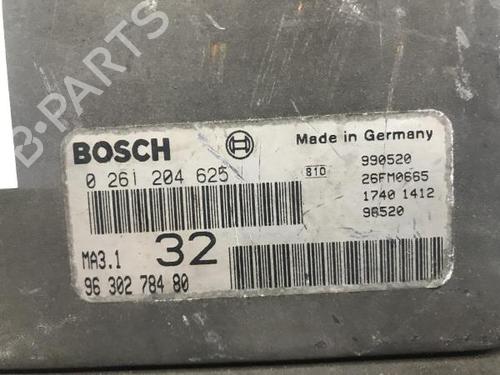 B-PARTS
BOSCH
Made in Germany
0 261 204 625
810
990520
26FM0665
1740 1412
98520
MA3.1
32
96 302 784 80